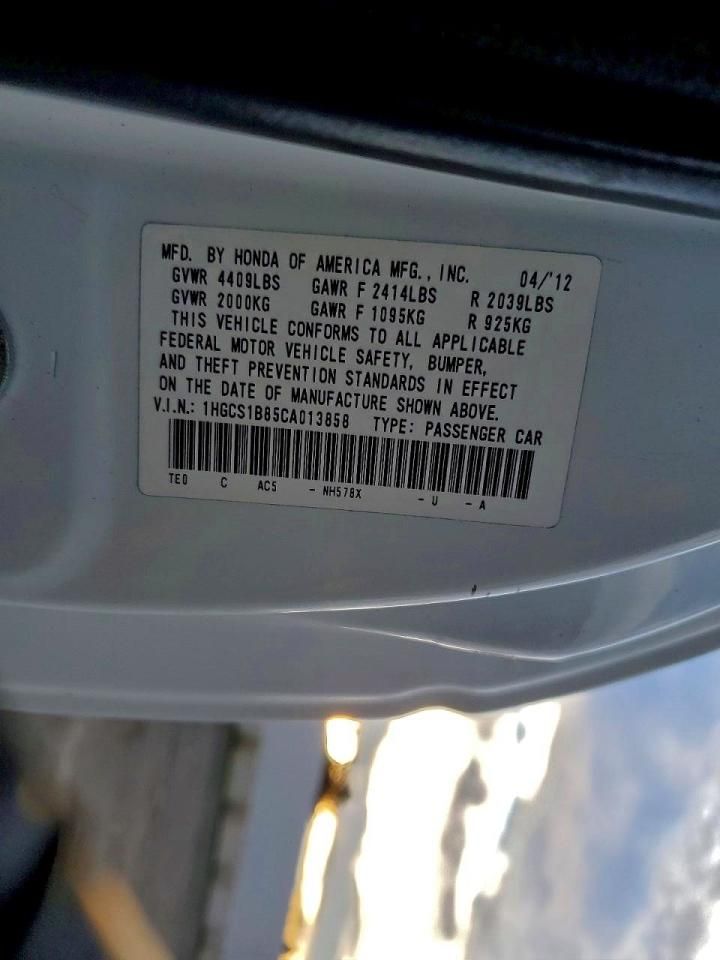 MFD. BY HONDA OF AMERICA MFG., INC. 04/'12
GVWR 4409LBS GAWR F 2414LBS R 2039LBS
GVWR 2000KG GAWR F 1095KG R 925KG
THIS VEHICLE CONFORMS TO ALL APPLICABLE
FEDERAL MOTOR VEHICLE SAFETY, BUMPER,
AND THEFT PREVENTION STANDARDS IN EFFECT
ON THE DATE OF MANUFACTURE SHOWN ABOVE.
V.I.N.: 1HGCS1B85CA013858 TYPE: PASSENGER CAR
TE0 C AC5 - NH578X - U - A